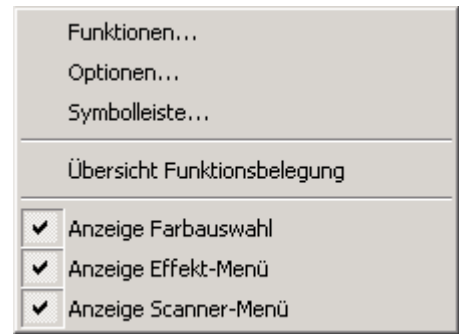 Funktionen...
Optionen...
Symbolleiste...
Übersicht Funktionsbelegung
Anzeige Farbauswahl
Anzeige Effekt-Menü
Anzeige Scanner-Menü